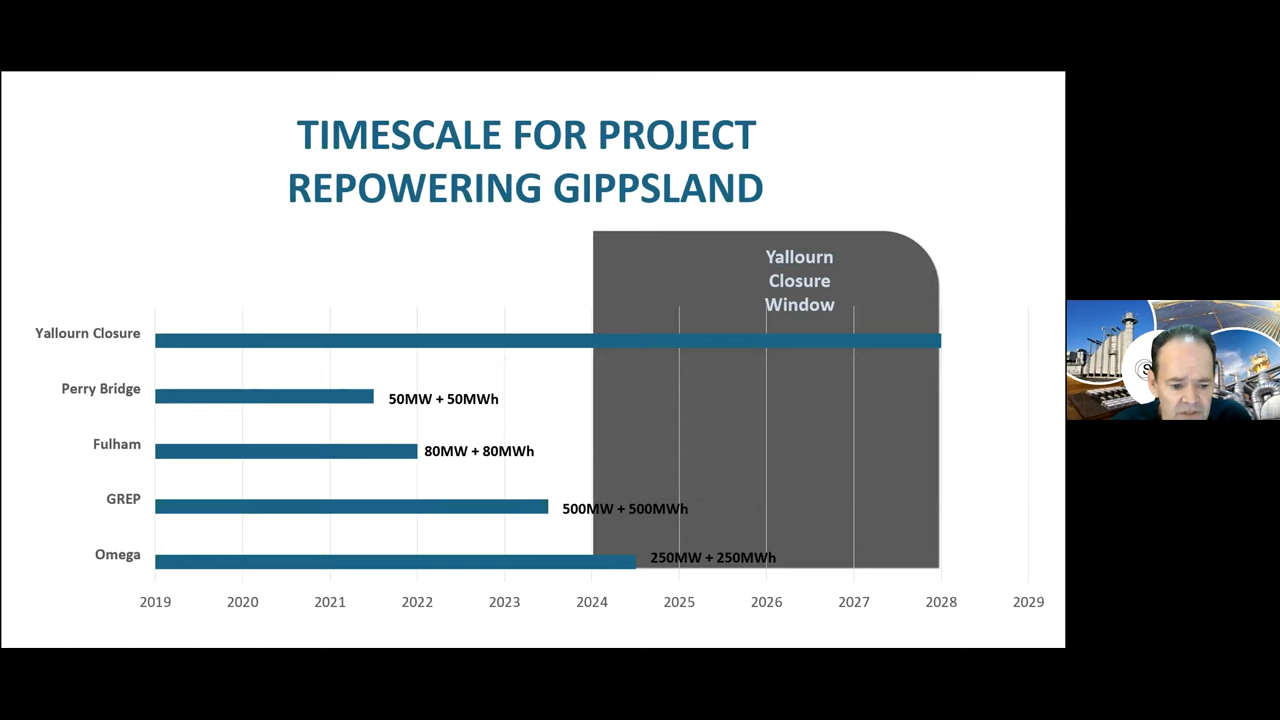 TIMESCALE FOR PROJECT
REPOWERING GIPPSLAND
Yallourn
Closure
Window
Yallourn Closure
Perry Bridge
50MW + 50MWh
Fulham
80MW + 80MWh
GREP
500MW + 500MWh
Omega
250MW + 250MWh
2019 2020 2021 2022 2023 2024 2025 2026 2027 2028 2029
S